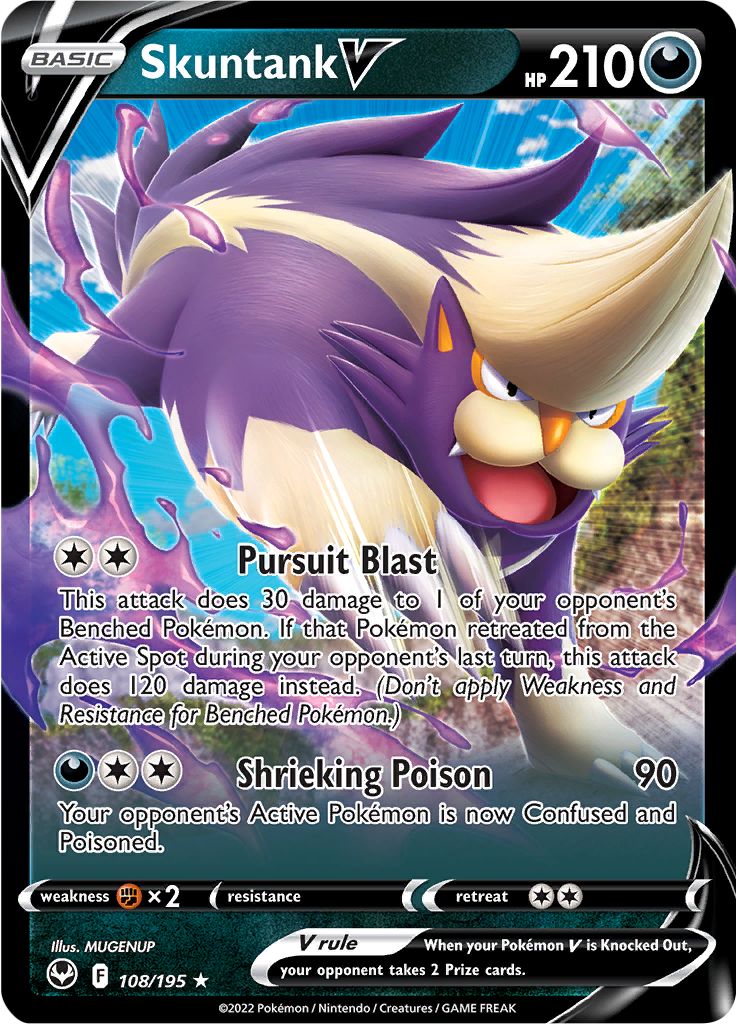 BASIC
Skuntank V
HP 210
Pursuit Blast
This attack does 30 damage to 1 of your opponent's
Benched Pokémon. If that Pokémon retreated from the
Active Spot during your opponent's last turn, this attack
does 120 damage instead. (Don't apply Weakness and
Resistance for Benched Pokémon.)
Shrieking Poison 90
Your opponent's Active Pokémon is now Confused and
Poisoned.
weakness ×2 resistance retreat
Illus. MUGENUP
V rule When your Pokémon V is Knocked Out,
your opponent takes 2 Prize cards.
F 108/195 ★
©2022 Pokémon / Nintendo / Creatures / GAME FREAK